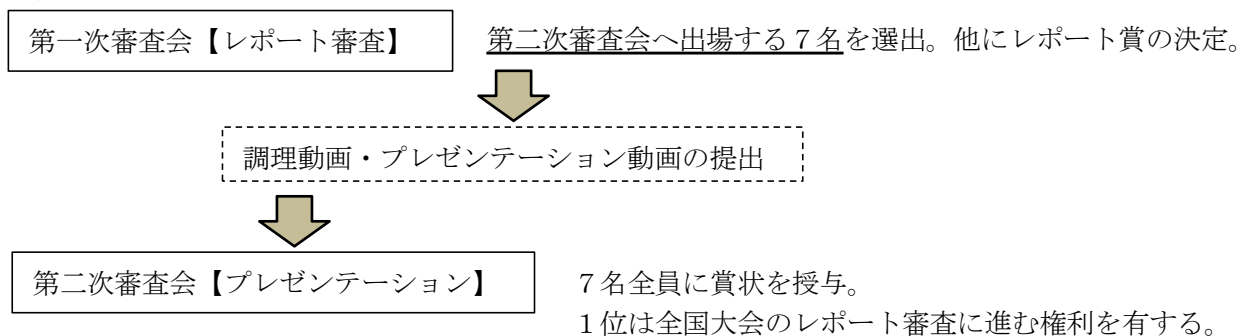 第一次審査会【レポート審査】
第二次審査会へ出場する7名を選出。他にレポート賞の決定。
調理動画・プレゼンテーション動画の提出
第二次審査会【プレゼンテーション】
7名全員に賞状を授与。
1位は全国大会のレポート審査に進む権利を有する。